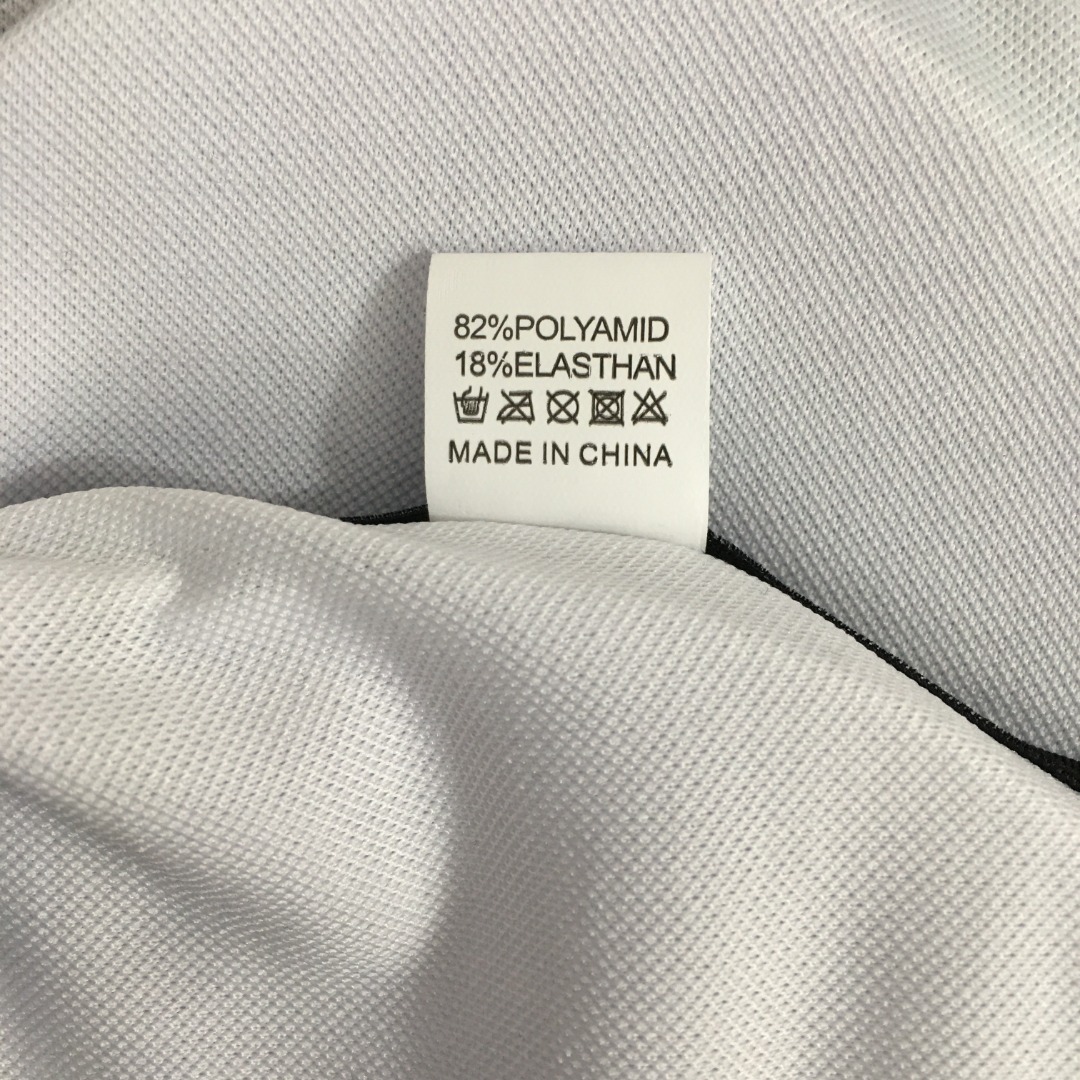 82%POLYAMID
18%ELASTHAN
MADE IN CHINA